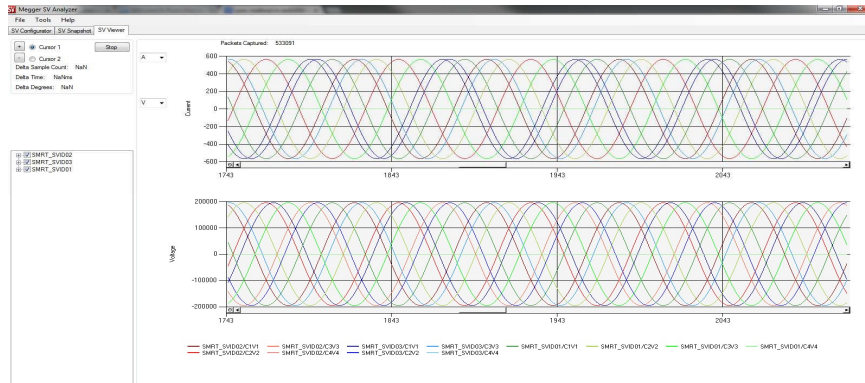 Megger SV Analyzer
File Tools Help
SV Configurator SV Snapshot SV Viewer
+ Cursor 1 Stop
- Cursor 2
Delta Sample Count: NaN
Delta Time: NaNms
Delta Degrees: NaN
SMRT_SVID02
SMRT_SVID03
SMRT_SVID01
A
V
Packets Captured: 533091
Current
600
400
200
0
-200
-400
-600
1743 1843 1943 2043
Voltage
200000
100000
0
-100000
-200000
1743 1843 1943 2043
SMRT_SVID02/C1V1 SMRT_SVID02/C3V3 SMRT_SVID03/C1V1 SMRT_SVID03/C3V3 SMRT_SVID01/C1V1 SMRT_SVID01/C2V2 SMRT_SVID01/C3V3 SMRT_SVID01/C4V4
SMRT_SVID02/C2V2 SMRT_SVID02/C4V4 SMRT_SVID03/C2V2 SMRT_SVID03/C4V4